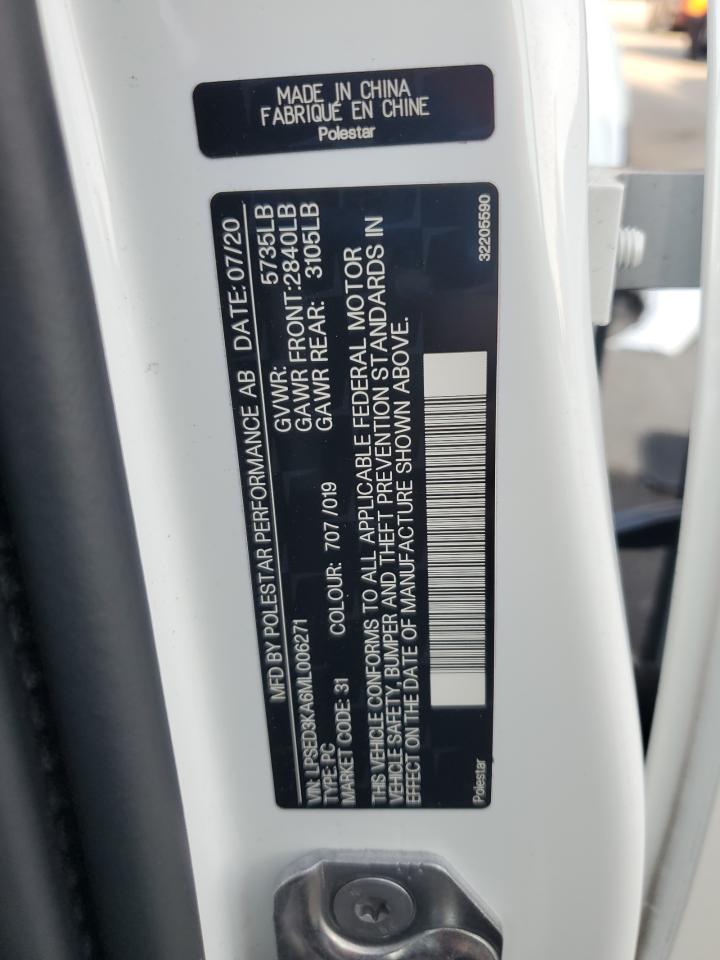 MADE IN CHINA
FABRIQUÉ EN CHINE
Polestar
MFD BY POLESTAR PERFORMANCE AB DATE: 07/20
VIN: LPSED3KA6ML006271 GVWR: 5735LB
TYPE: PC GAWR FRONT:2840LB
MARKET CODE: 31 COLOUR: 707 /019 GAWR REAR: 3105LB
THIS VEHICLE CONFORMS TO ALL APPLICABLE FEDERAL MOTOR
VEHICLE SAFETY, BUMPER AND THEFT PREVENTION STANDARDS IN
EFFECT ON THE DATE OF MANUFACTURE SHOWN ABOVE.
Polestar 32205590